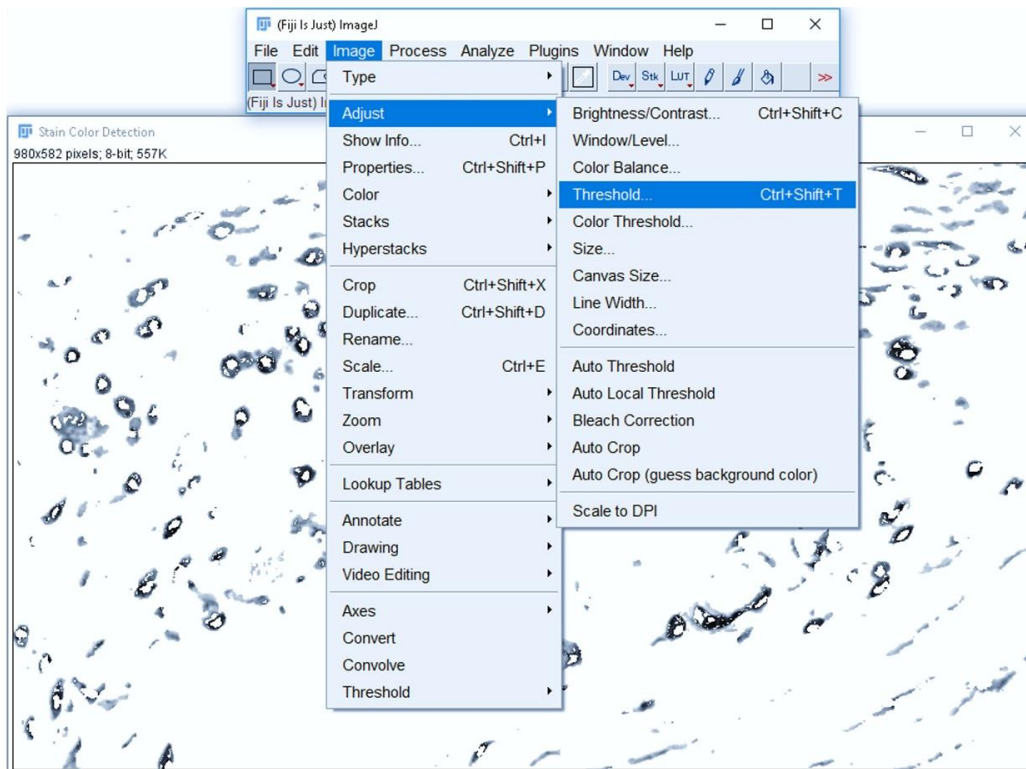 (Fiji Is Just) ImageJ
File Edit Image Process Analyze Plugins Window Help
Dev Stk LUT >>
(Fiji Is Just) I
Stain Color Detection
980x582 pixels; 8-bit; 557K
Type
Adjust
Show Info... Ctrl+I
Properties... Ctrl+Shift+P
Color
Stacks
Hyperstacks
Crop Ctrl+Shift+X
Duplicate... Ctrl+Shift+D
Rename...
Scale... Ctrl+E
Transform
Zoom
Overlay
Lookup Tables
Annotate
Drawing
Video Editing
Axes
Convert
Convolve
Threshold
Brightness/Contrast... Ctrl+Shift+C
Window/Level...
Color Balance...
Threshold... Ctrl+Shift+T
Color Threshold...
Size...
Canvas Size...
Line Width...
Coordinates...
Auto Threshold
Auto Local Threshold
Bleach Correction
Auto Crop
Auto Crop (guess background color)
Scale to DPI